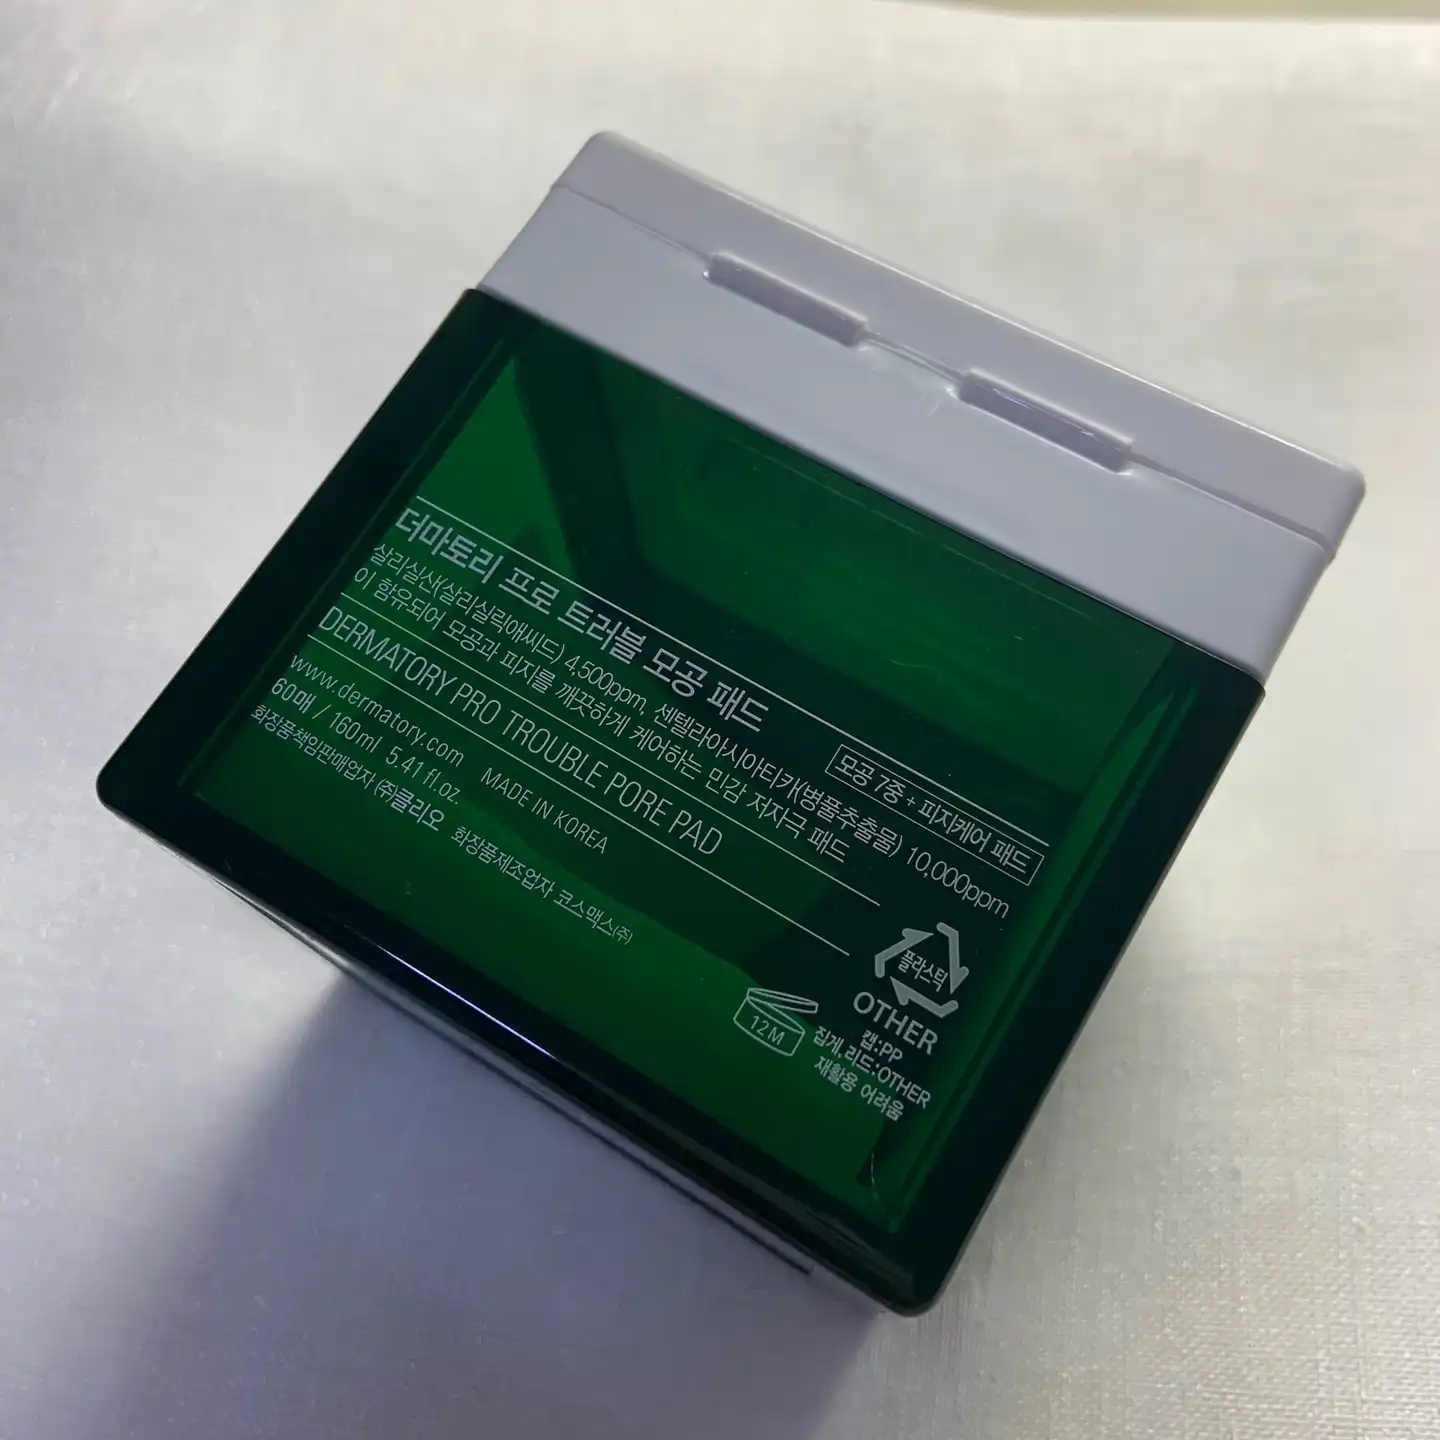 더마토리 프로 트러블 모공 패드
모공 7중 + 피지케어 패드
살리실산(살리실릭애씨드) 4,500ppm, 센텔라아시아티카(병풀추출물) 10,000ppm
이 함유되어 모공과 피지를 깨끗하게 케어하는 민감 저자극 패드
DERMATORY PRO TROUBLE PORE PAD
www.dermatory.com MADE IN KOREA
60매 / 160ml 5.41 fl.oz.
화장품책임판매업자 (주)클리오 화장품제조업자 코스맥스(주)
12M
플라스틱
OTHER
캡:PP
집게,리드:OTHER
재활용 어려움